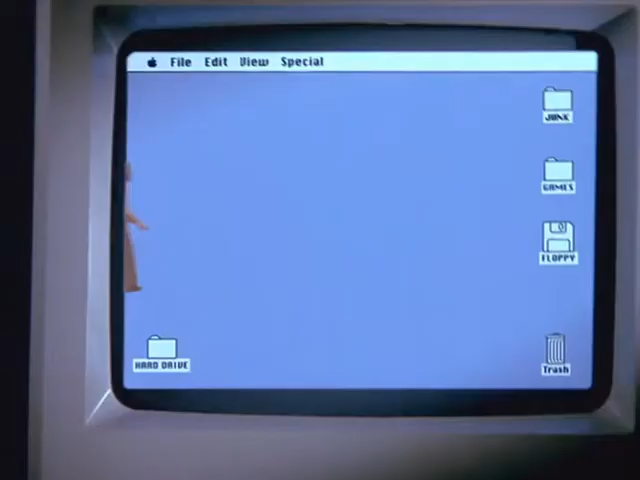 File Edit View Special
JUNK
GAMES
FLOPPY
HARD DRIVE
Trash